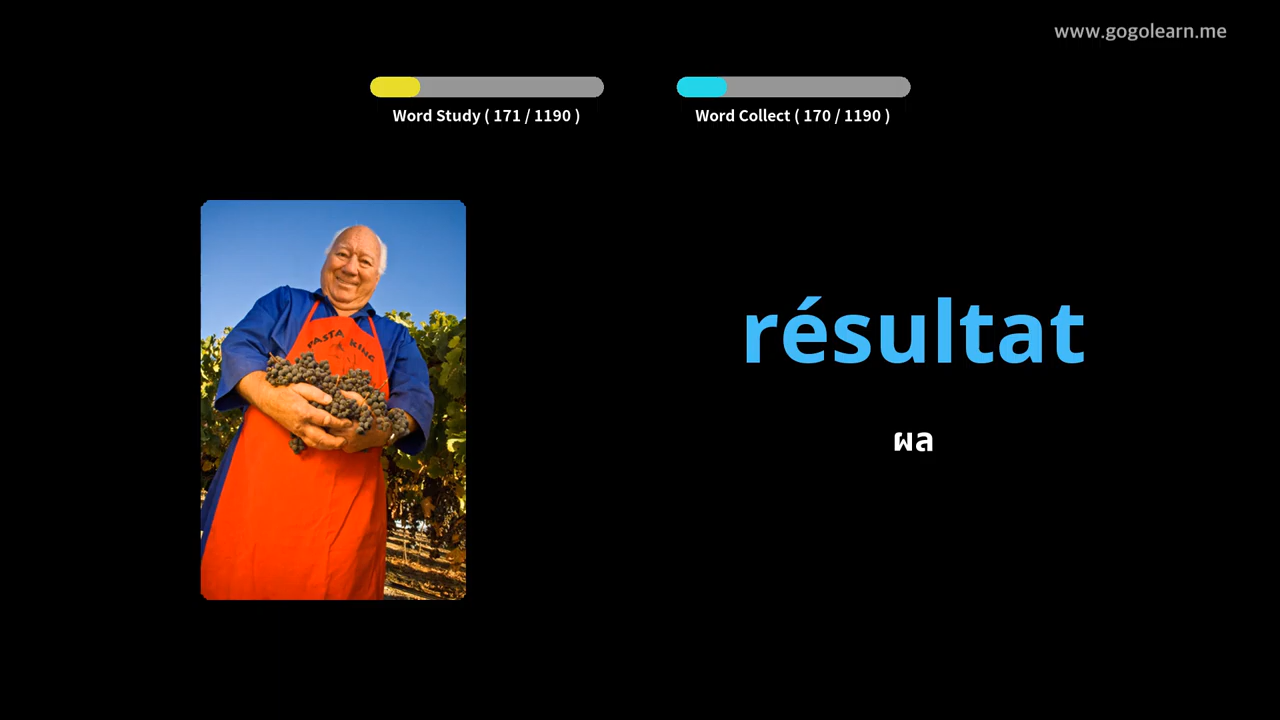 www.gogolearn.me
Word Study ( 171 / 1190 )
Word Collect ( 170 / 1190 )
PASTA KING
résultat
ผล